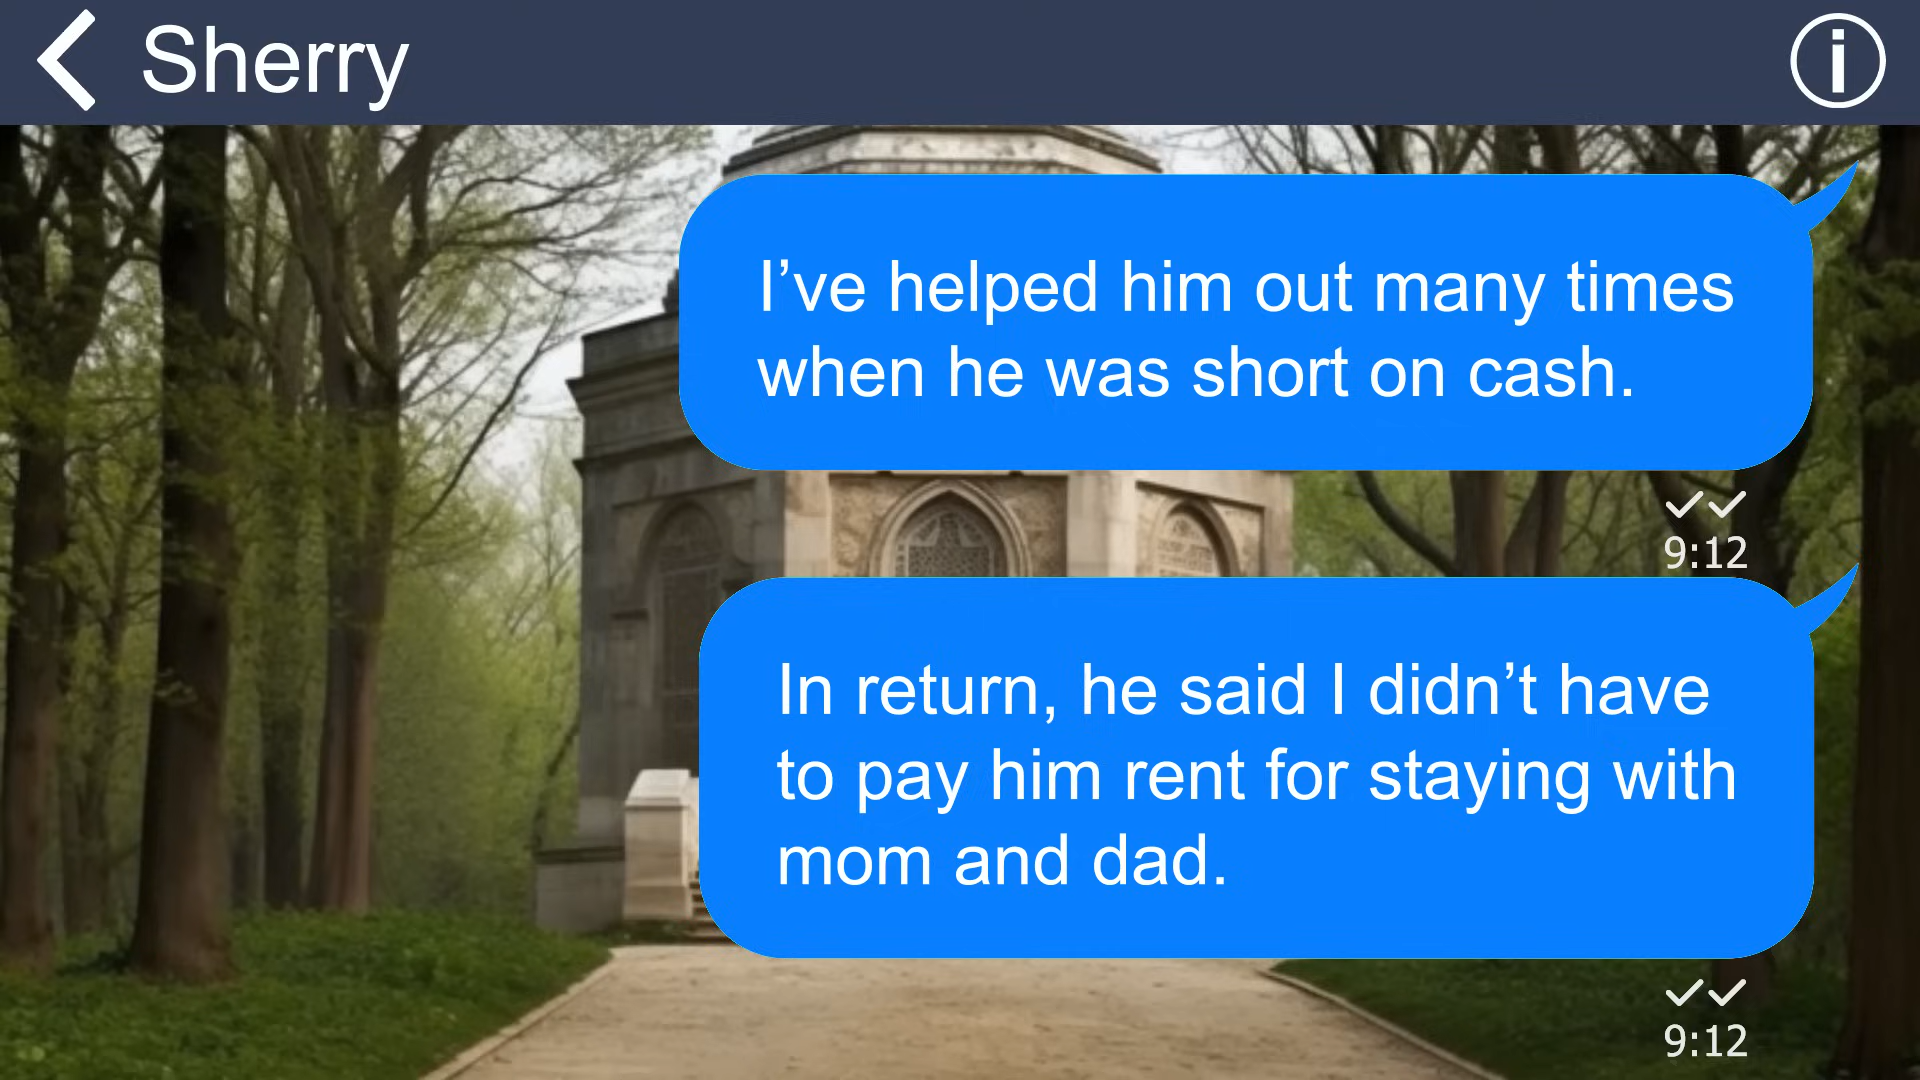 Sherry
I’ve helped him out many times
when he was short on cash.
9:12
In return, he said I didn’t have
to pay him rent for staying with
mom and dad.
9:12